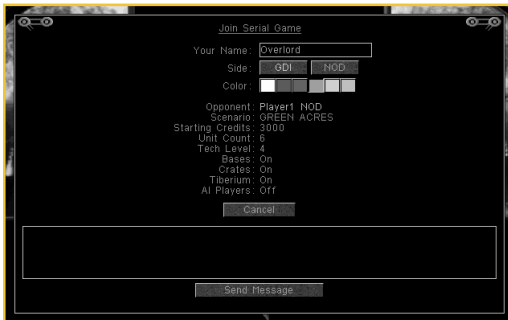 Join Serial Game
Your Name: Overlord
Side: GDI NOD
Color:
Opponent: Player1 NOD
Scenario: GREEN ACRES
Starting Credits: 3000
Unit Count: 6
Tech Level: 4
Bases: On
Crates: On
Tiberium: On
AI Players: Off
Cancel
Send Message